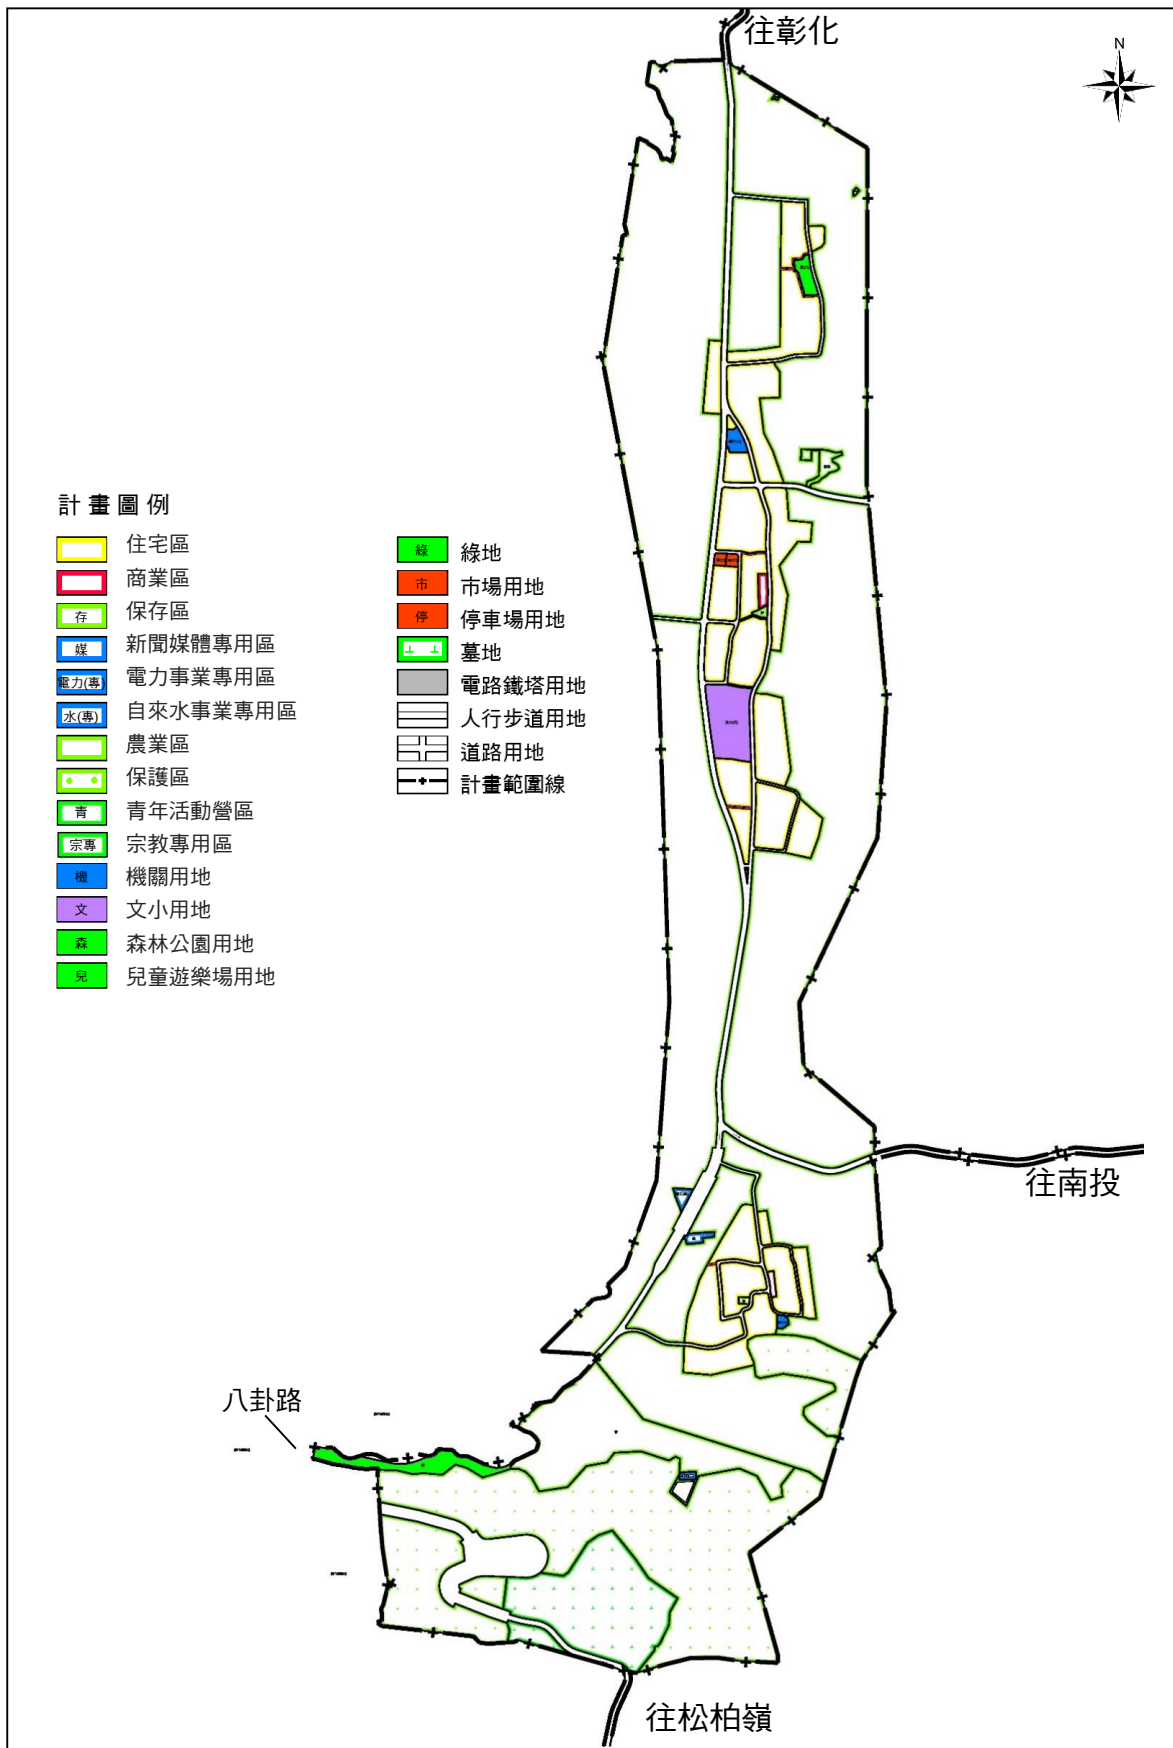 往彰化
N
計畫圖例
住宅區
商業區
存 保存區
媒 新聞媒體專用區
電力(專) 電力事業專用區
水(專) 自來水事業專用區
農業區
保護區
青 青年活動營區
宗專 宗教專用區
機 機關用地
文 文小用地
森 森林公園用地
兒 兒童遊樂場用地
綠 綠地
市 市場用地
停 停車場用地
墓地
電路鐵塔用地
人行步道用地
道路用地
計畫範圍線
往南投
八卦路
往松柏嶺